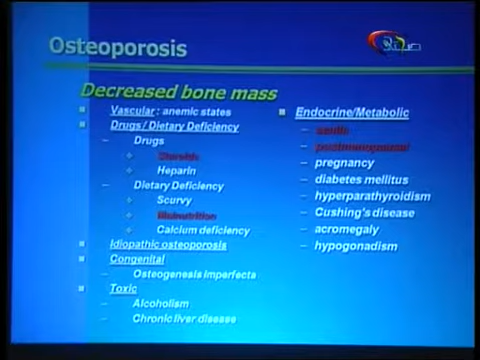 Osteoporosis
Decreased bone mass
Vascular : anemic states
Drugs / Dietary Deficiency
– Drugs
Steroids
Heparin
– Dietary Deficiency
Scurvy
Malnutrition
Calcium deficiency
Idiopathic osteoporosis
Congenital
– Osteogenesis Imperfecta
Toxic
– Alcoholism
– Chronic liver disease
Endocrine/Metabolic
– senile
– postmenopausal
– pregnancy
– diabetes mellitus
– hyperparathyroidism
– Cushing's disease
– acromegaly
– hypogonadism